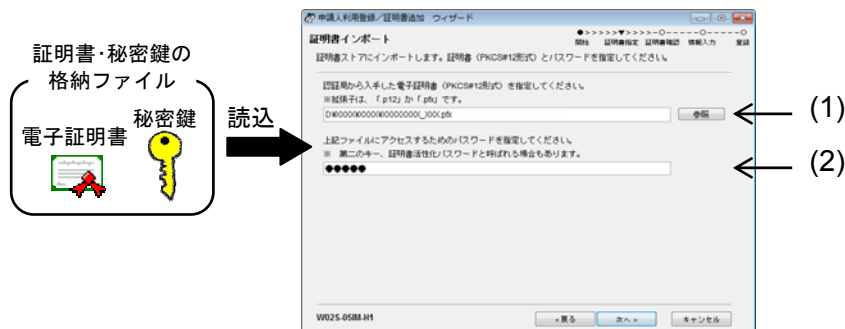 申請人利用登録／証明書追加　ウィザード
証明書インポート
●>>>>>▼>>>>--○------○-----○
開始　証明書指定　証明書確認　情報入力　登録
証明書ストアにインポートします。証明書（PKCS#12形式）とパスワードを指定してください。
認証局から入手した電子証明書（PKCS#12形式）を指定してください。
※拡張子は、「.p12」か「.pfx」です。
参照
上記ファイルにアクセスするためのパスワードを指定してください。
※　第二のキー、証明書活性化パスワードと呼ばれる場合もあります。
●●●●●
W02S-05IM-H1
<戻る
次へ>
キャンセル
証明書・秘密鍵の
格納ファイル
電子証明書
秘密鍵
読込
(1)
(2)